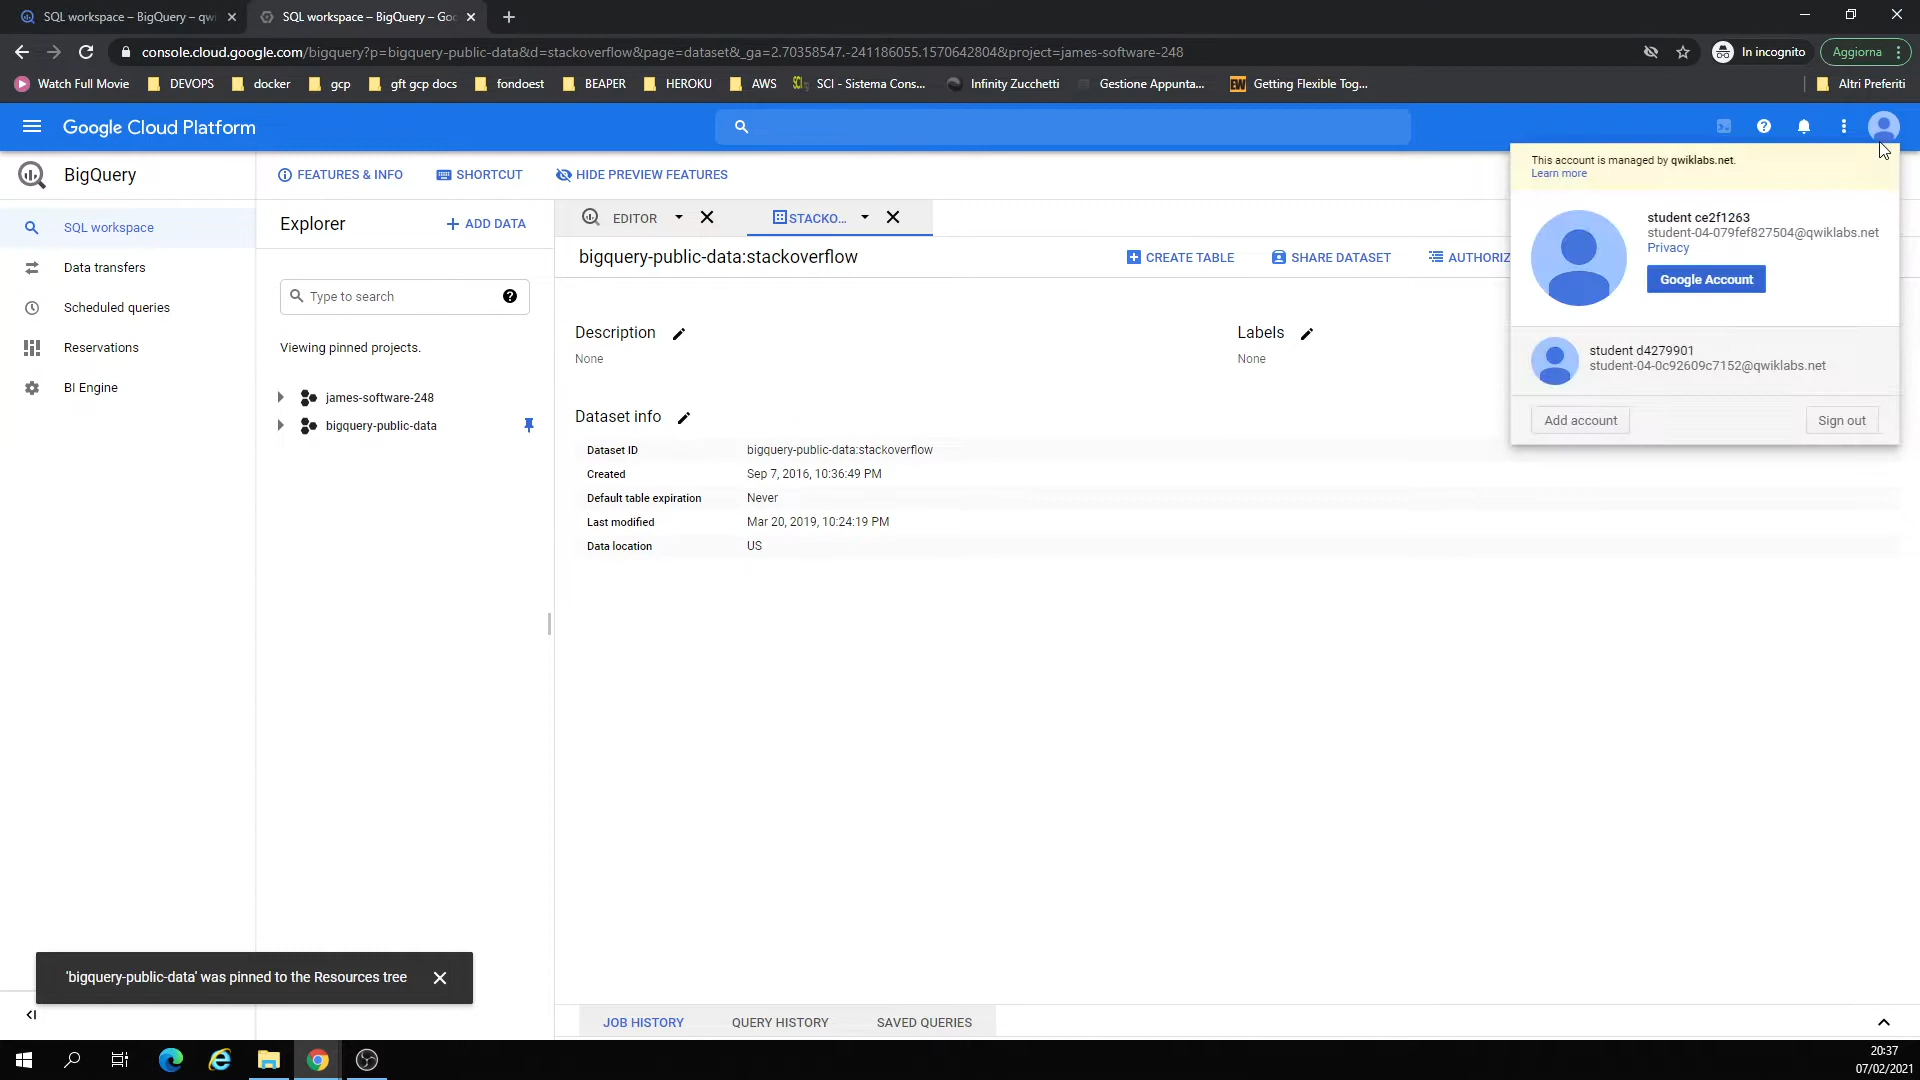 SQL workspace – BigQuery – qw
SQL workspace – BigQuery – Goo
console.cloud.google.com/bigquery?p=bigquery-public-data&d=stackoverflow&page=dataset&_ga=2.70358547.-241186055.1570642804&project=james-software-248
In incognito
Aggiorna
Watch Full Movie
DEVOPS
docker
gcp
gft gcp docs
fondoest
BEAPER
HEROKU
AWS
SCI - Sistema Cons...
Infinity Zucchetti
Gestione Appunta...
EW
Getting Flexible Tog...
Altri Preferiti
Google Cloud Platform
BigQuery
FEATURES & INFO
SHORTCUT
HIDE PREVIEW FEATURES
This account is managed by qwiklabs.net.
Learn more
student ce2f1263
student-04-079fef827504@qwiklabs.net
Privacy
Google Account
student d4279901
student-04-0c92609c7152@qwiklabs.net
Add account
Sign out
SQL workspace
Data transfers
Scheduled queries
Reservations
BI Engine
Explorer
ADD DATA
Type to search
Viewing pinned projects.
james-software-248
bigquery-public-data
EDITOR
STACKO...
bigquery-public-data:stackoverflow
CREATE TABLE
SHARE DATASET
AUTHORIZ
Description
None
Labels
None
Dataset info
Dataset ID bigquery-public-data:stackoverflow
Created Sep 7, 2016, 10:36:49 PM
Default table expiration Never
Last modified Mar 20, 2019, 10:24:19 PM
Data location US
'bigquery-public-data' was pinned to the Resources tree
JOB HISTORY
QUERY HISTORY
SAVED QUERIES
20:37
07/02/2021